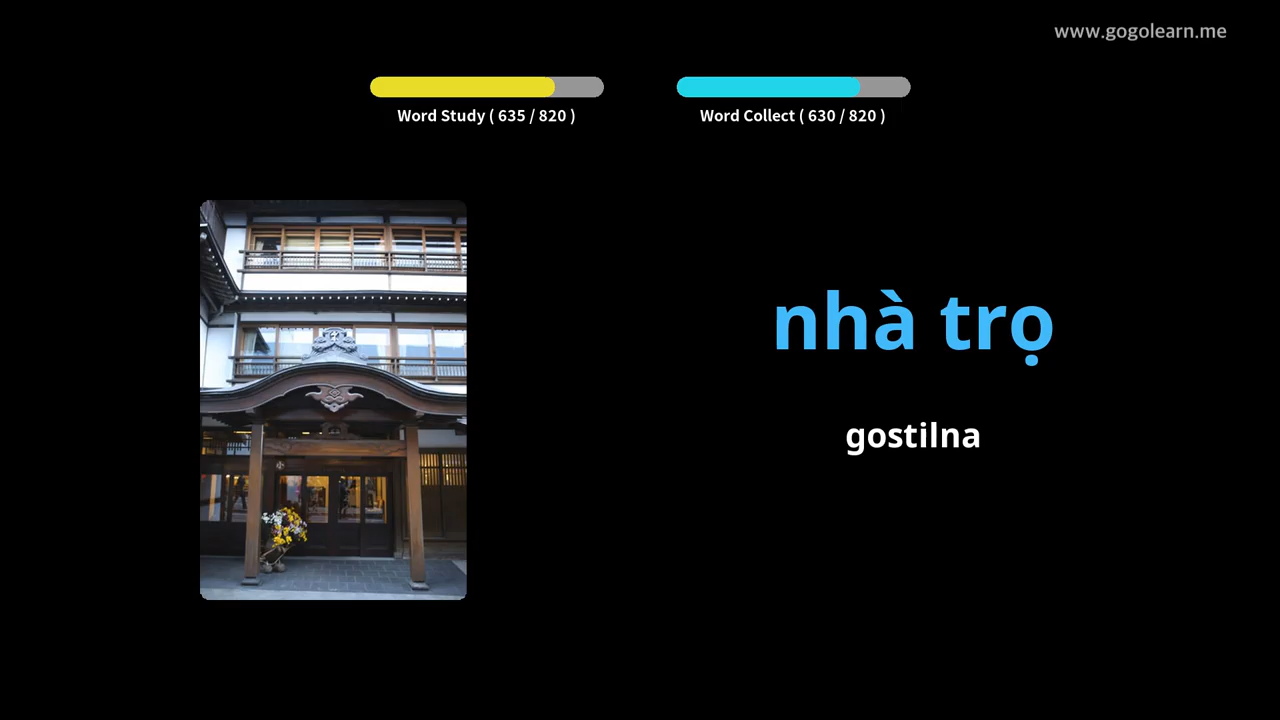 www.gogolearn.me
Word Study ( 635 / 820 )
Word Collect ( 630 / 820 )
nhà trọ
gostilna